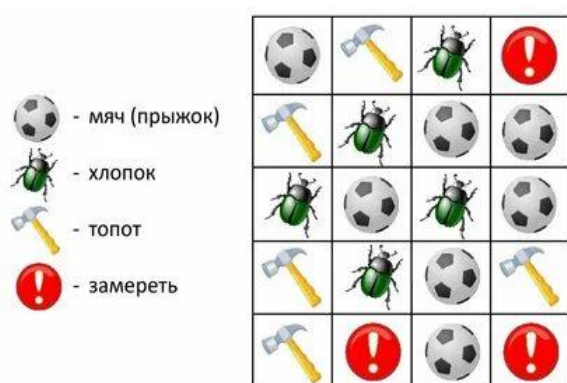 - мяч (прыжок)
- хлопок
- топот
- замереть